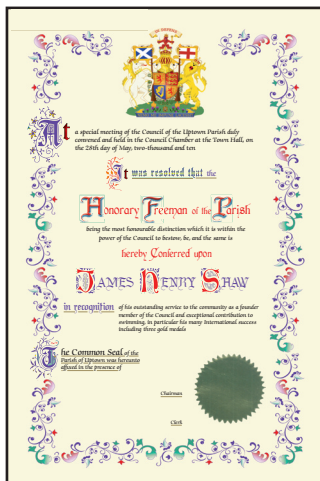 At
a special meeting of the Council of the Uptown Parish duly
convened and held in the Council Chamber at the Town Hall, on
the 28th day of May, two-thousand and ten
It was resolved that the
Honorary Freeman of the Parish
being the most honourable distinction which it is within the
power of the Council to bestow, be, and the same is
hereby Conferred upon
James Henry Shaw
in recognition of his outstanding service to the community as a founder
member of the Council and exceptional contribution to
swimming, in particular his many International success
including three gold medals
The Common Seal of the
Parish of Uptown was hereunto
affixed in the presence of
Chairman
Clerk